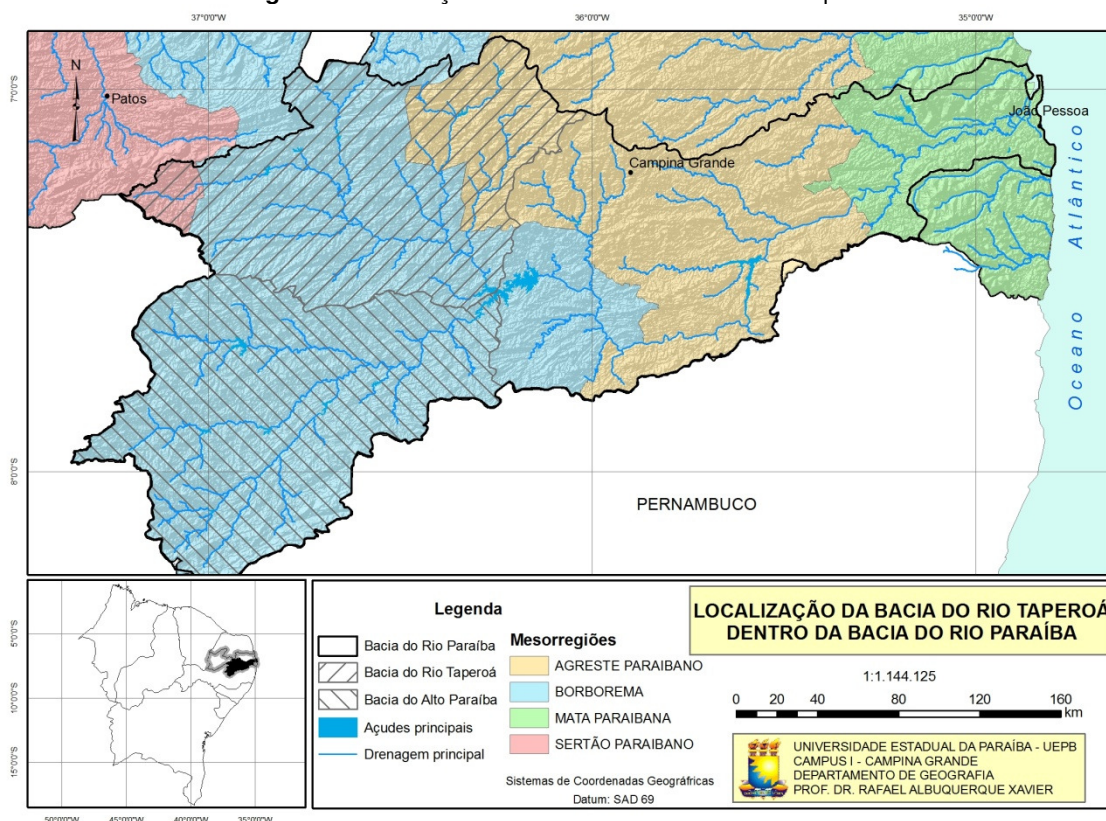 37°0'0"W
36°0'0"W
35°0'0"W
7°0'0"S
8°0'0"S
N
Patos
Campina Grande
João Pessoa
Oceano Atlântico
PERNAMBUCO
5°0'0"S
10°0'0"S
15°0'0"S
50°0'0"W
45°0'0"W
40°0'0"W
35°0'0"W
Legenda
Bacia do Rio Paraíba
Bacia do Rio Taperoá
Bacia do Alto Paraíba
Açudes principais
Drenagem principal
Mesorregiões
AGRESTE PARAIBANO
BORBOREMA
MATA PARAIBANA
SERTÃO PARAIBANO
Sistemas de Coordenadas Geográficas
Datum: SAD 69
LOCALIZAÇÃO DA BACIA DO RIO TAPEROÁ
DENTRO DA BACIA DO RIO PARAÍBA
1:1.144.125
0 20 40 80 120 160
km
UNIVERSIDADE ESTADUAL DA PARAÍBA - UEPB
CAMPUS I - CAMPINA GRANDE
DEPARTAMENTO DE GEOGRAFIA
PROF. DR. RAFAEL ALBUQUERQUE XAVIER